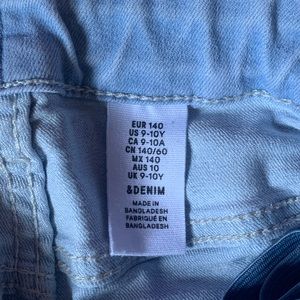 EUR 140
US 9-10Y
CA 9-10A
CN 140/60
MX 140
AUS 10
UK 9-10Y
&DENIM
MADE IN
BANGLADESH
FABRIQUÉ EN
BANGLADESH